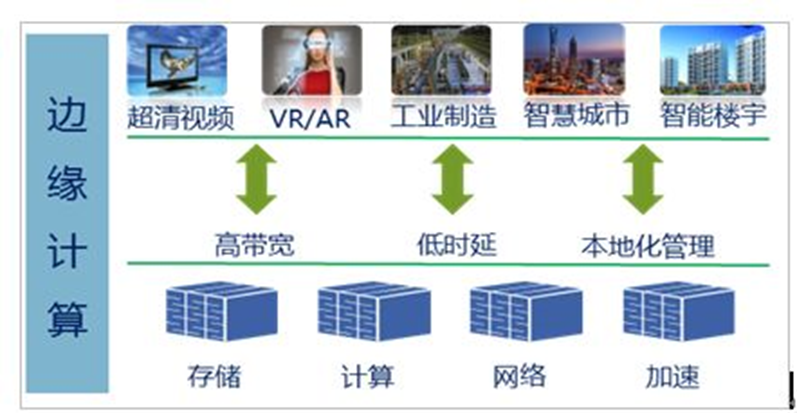 边缘计算
超清视频 VR/AR 工业制造 智慧城市 智能楼宇
高带宽 低时延 本地化管理
存储 计算 网络 加速